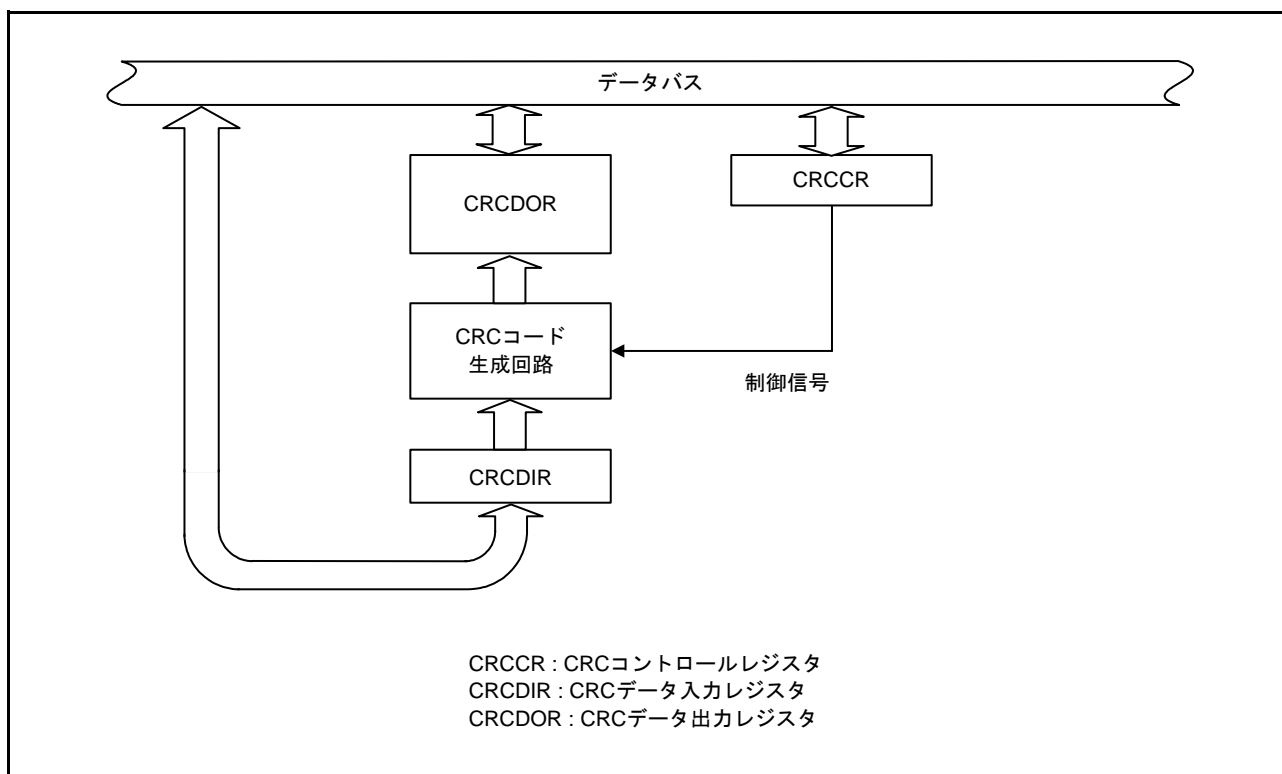 データバス
CRCDOR
CRCCR
CRCコード
生成回路
制御信号
CRCDIR
CRCCR : CRCコントロールレジスタ
CRCDIR : CRCデータ入力レジスタ
CRCDOR : CRCデータ出力レジスタ